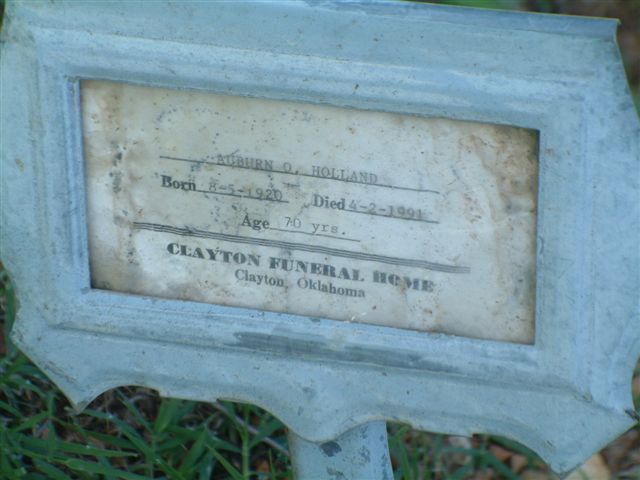 AUBURN O. HOLLAND
Born 8-5-1920 Died 4-2-1991
Age 70 yrs.
CLAYTON FUNERAL HOME
Clayton, Oklahoma